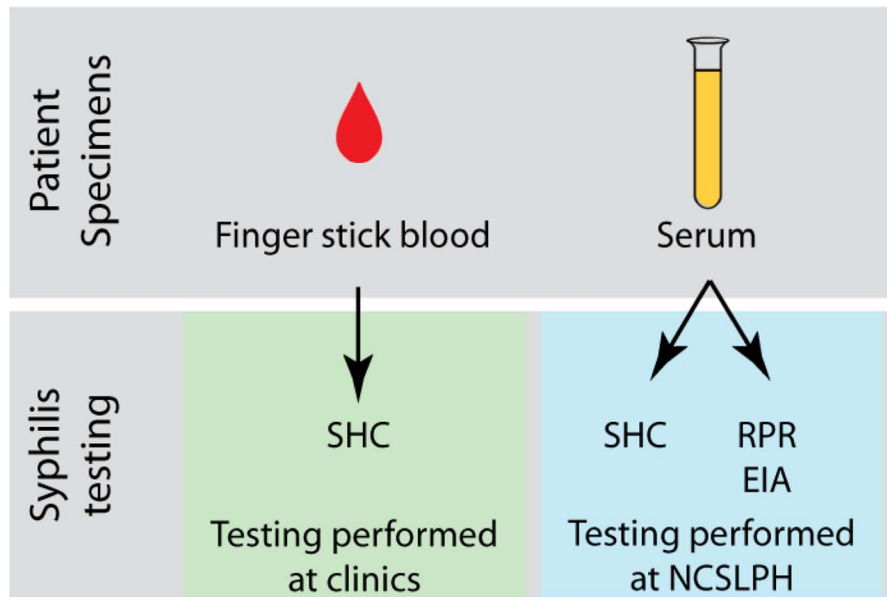 Patient
Specimens
Finger stick blood
Serum
Syphilis
testing
SHC
Testing performed
at clinics
SHC
RPR
EIA
Testing performed
at NCSLPH